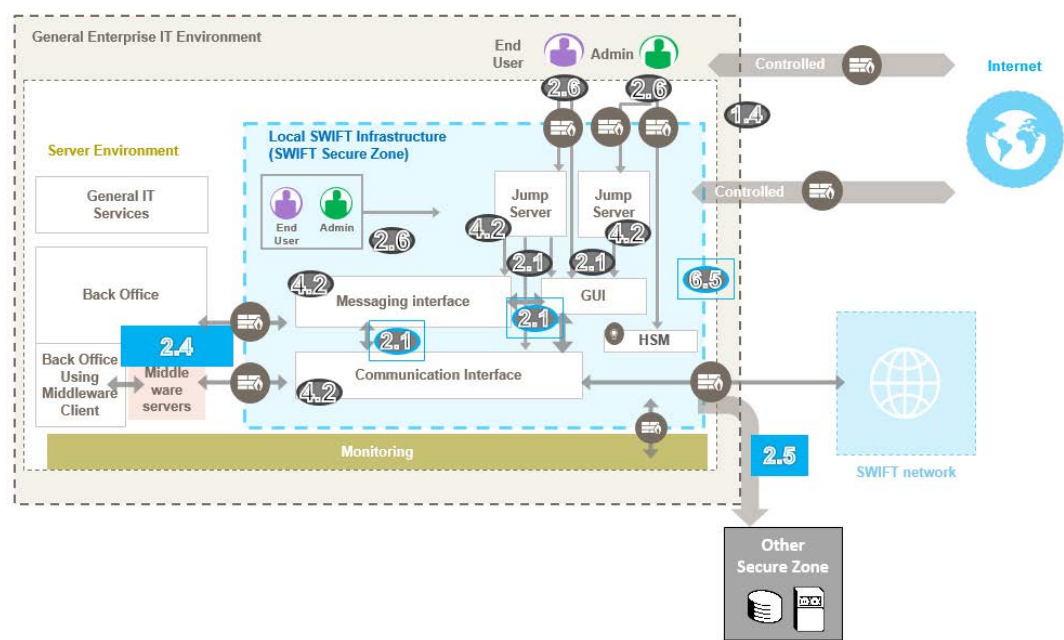 General Enterprise IT Environment
End
User
Admin
Controlled
Internet
2.6
2.6
1.4
Local SWIFT Infrastructure
(SWIFT Secure Zone)
Server Environment
General IT
Services
End
User
Admin
2.6
Jump
Server
Jump
Server
Controlled
4.2
4.2
2.1
2.1
6.5
Back Office
4.2
Messaging interface
GUI
2.1
2.1
HSM
2.4
Back Office
Using
Middleware
Client
Middle
ware
servers
Communication Interface
4.2
Monitoring
2.5
SWIFT network
Other
Secure Zone